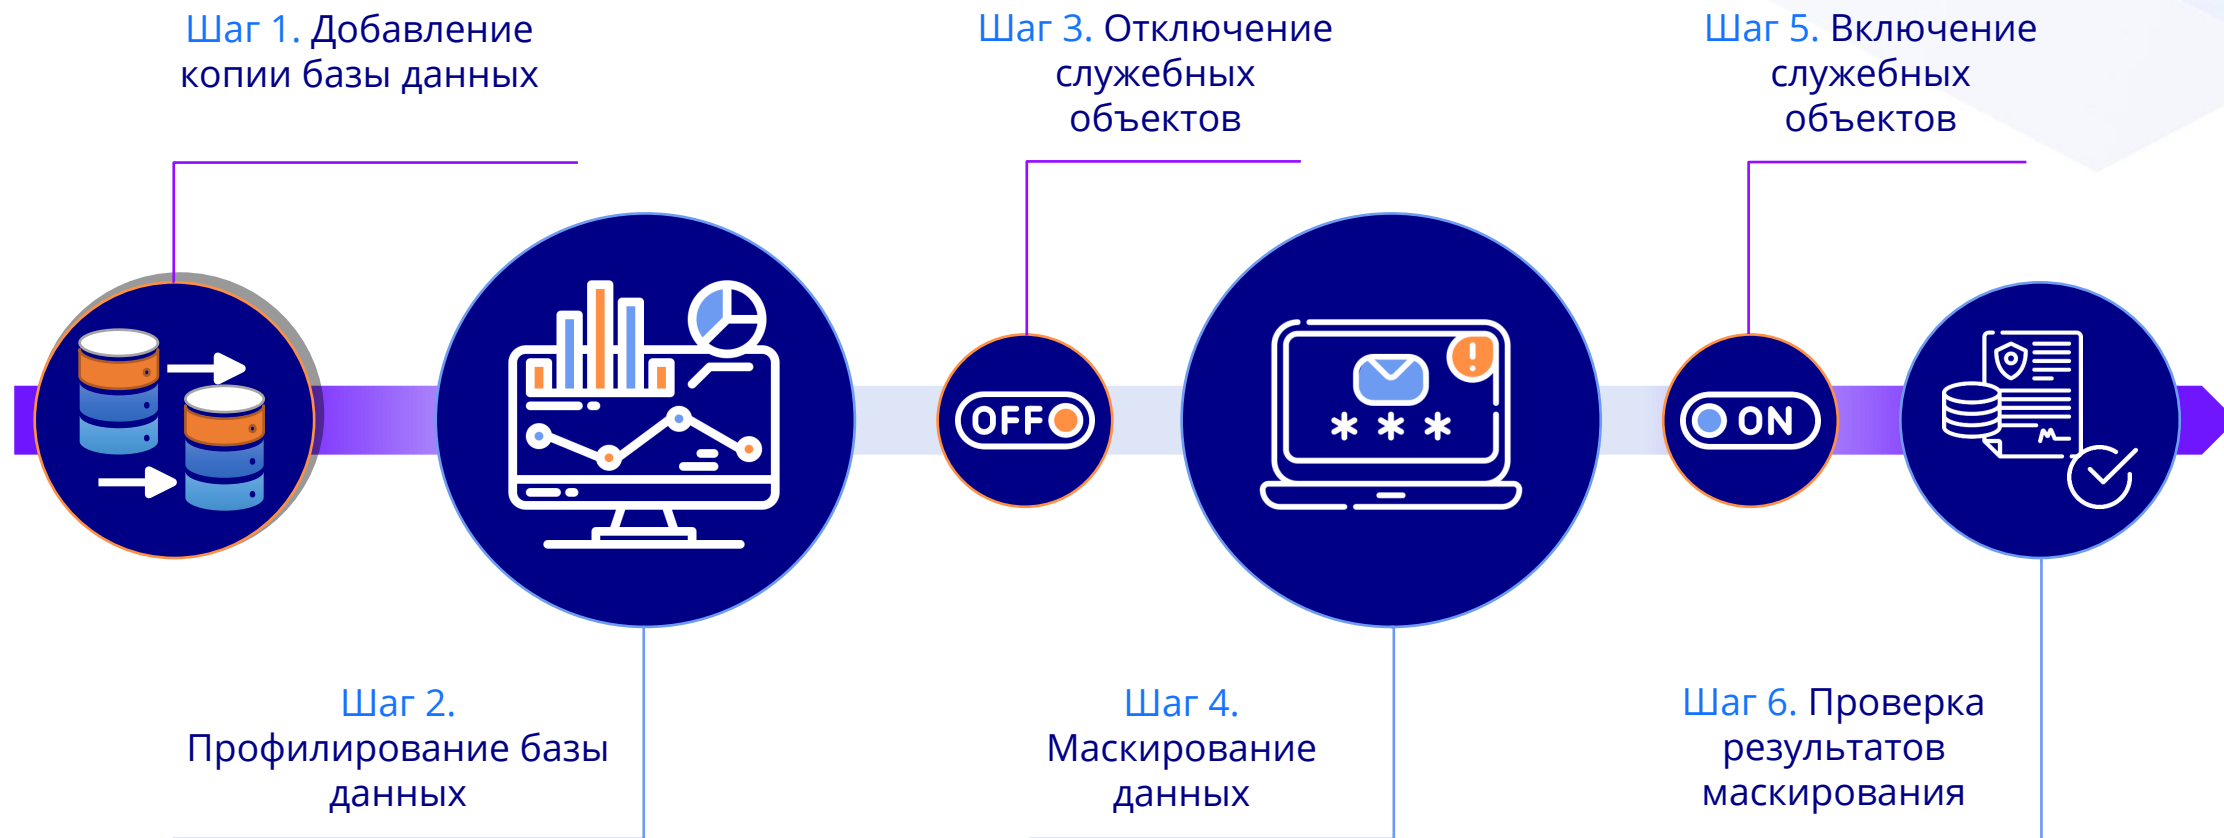 Шаг 1. Добавление
копии базы данных
Шаг 2.
Профилирование базы
данных
Шаг 3. Отключение
служебных
объектов
OFF
Шаг 4.
Маскирование
данных
* * *
Шаг 5. Включение
служебных
объектов
ON
Шаг 6. Проверка
результатов
маскирования